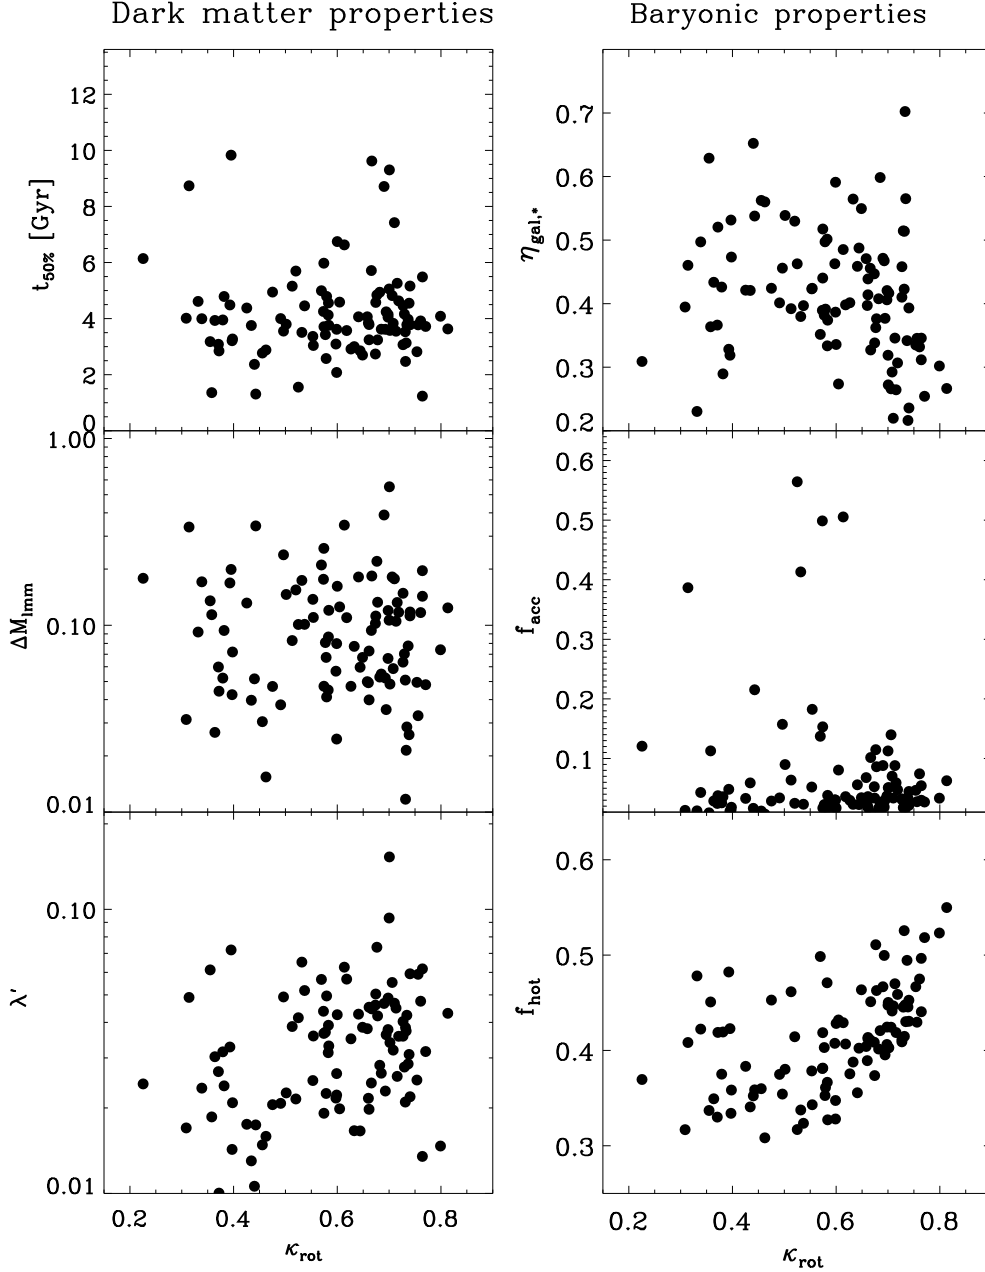 Dark matter properties
Baryonic properties
12
10
8
6
4
2
0
t50% [Gyr]
0.7
0.6
0.5
0.4
0.3
0.2
ηgal,*
1.00
0.10
0.01
ΔMlmm
0.6
0.5
0.4
0.3
0.2
0.1
facc
0.10
0.01
λ'
0.6
0.5
0.4
0.3
fhot
0.2 0.4 0.6 0.8
κrot
0.2 0.4 0.6 0.8
κrot